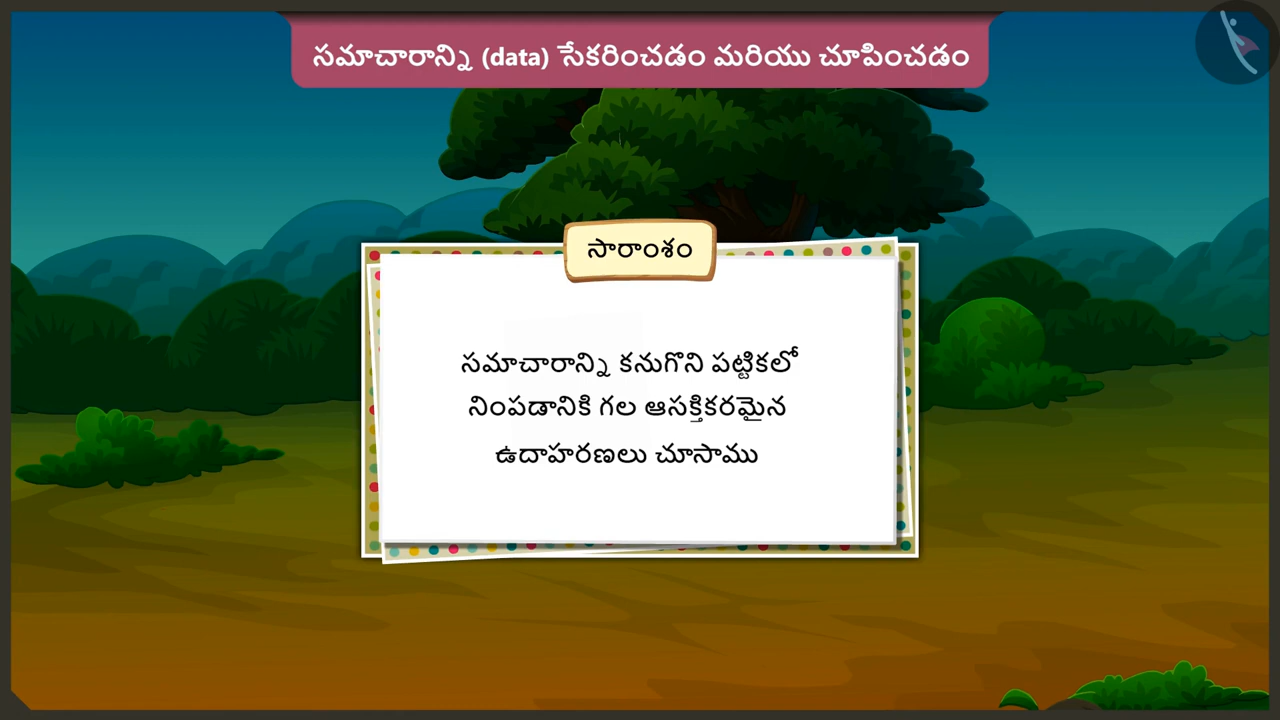 సమాచారాన్ని (data) సేకరించడం మరియు చూపించడం
సారాంశం
సమాచారాన్ని కనుగొని పట్టికలో
నింపడానికి గల ఆసక్తికరమైన
ఉదాహరణలు చూసాము